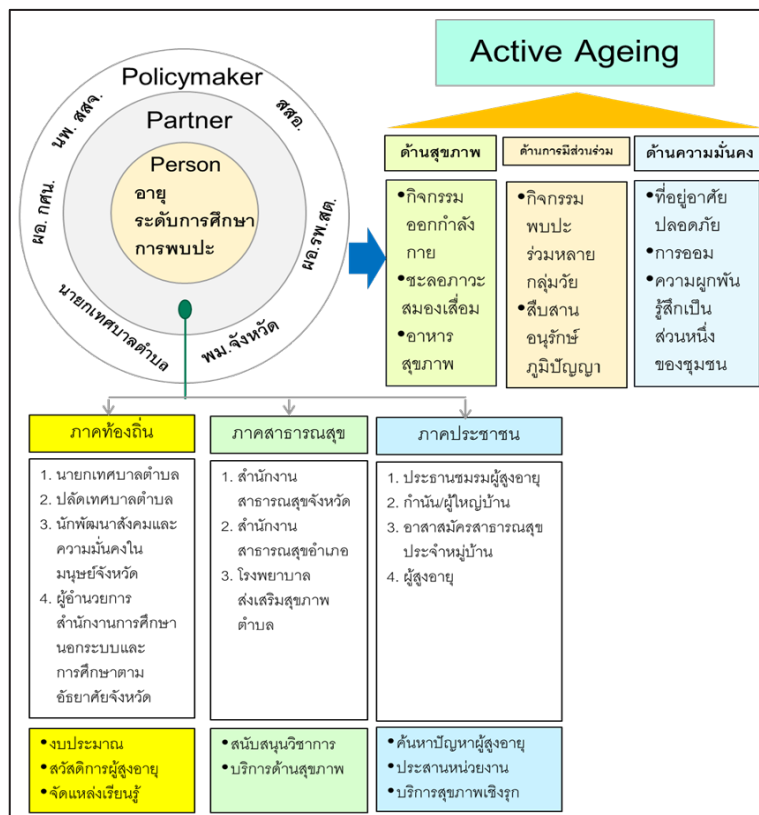 Active Ageing
Policymaker
นพ. สสจ.
สสอ.
ผอ. กศน.
ผอ.รพ.สต.
นายกเทศบาลตำบล
พม.จังหวัด
Partner
Person
อายุ
ระดับการศึกษา
การพบปะ
ด้านสุขภาพ
•กิจกรรม
ออกกำลัง
กาย
•ชะลอภาวะ
สมองเสื่อม
•อาหาร
สุขภาพ
ด้านการมีส่วนร่วม
•กิจกรรม
พบปะ
ร่วมหลาย
กลุ่มวัย
•สืบสาน
อนุรักษ์
ภูมิปัญญา
ด้านความมั่นคง
•ที่อยู่อาศัย
ปลอดภัย
•การออม
•ความผูกพัน
รู้สึกเป็น
ส่วนหนึ่ง
ของชุมชน
ภาคท้องถิ่น
1. นายกเทศบาลตำบล
2. ปลัดเทศบาลตำบล
3. นักพัฒนาสังคมและ
ความมั่นคงใน
มนุษย์จังหวัด
4. ผู้อำนวยการ
สำนักงานการศึกษา
นอกระบบและ
การศึกษาตาม
อัธยาศัยจังหวัด
•งบประมาณ
•สวัสดิการผู้สูงอายุ
•จัดแหล่งเรียนรู้
ภาคสาธารณสุข
1. สำนักงาน
สาธารณสุขจังหวัด
2. สำนักงาน
สาธารณสุขอำเภอ
3. โรงพยาบาล
ส่งเสริมสุขภาพ
ตำบล
•สนับสนุนวิชาการ
•บริการด้านสุขภาพ
ภาคประชาชน
1. ประธานชมรมผู้สูงอายุ
2. กำนัน/ผู้ใหญ่บ้าน
3. อาสาสมัครสาธารณสุข
ประจำหมู่บ้าน
4. ผู้สูงอายุ
•ค้นหาปัญหาผู้สูงอายุ
•ประสานหน่วยงาน
•บริการสุขภาพเชิงรุก